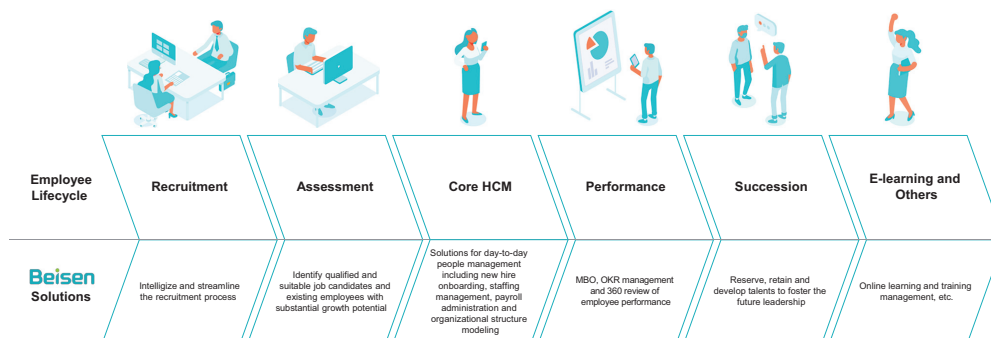 Employee
Lifecycle
Recruitment
Assessment
Core HCM
Performance
Succession
E-learning and
Others
Beisen
Solutions
Intelligize and streamline
the recruitment process
Identify qualified and
suitable job candidates and
existing employees with
substantial growth potential
Solutions for day-to-day
people management
including new hire
onboarding, staffing
management, payroll
administration and
organizational structure
modeling
MBO, OKR management
and 360 review of
employee performance
Reserve, retain and
develop talents to foster the
future leadership
Online learning and training
management, etc.